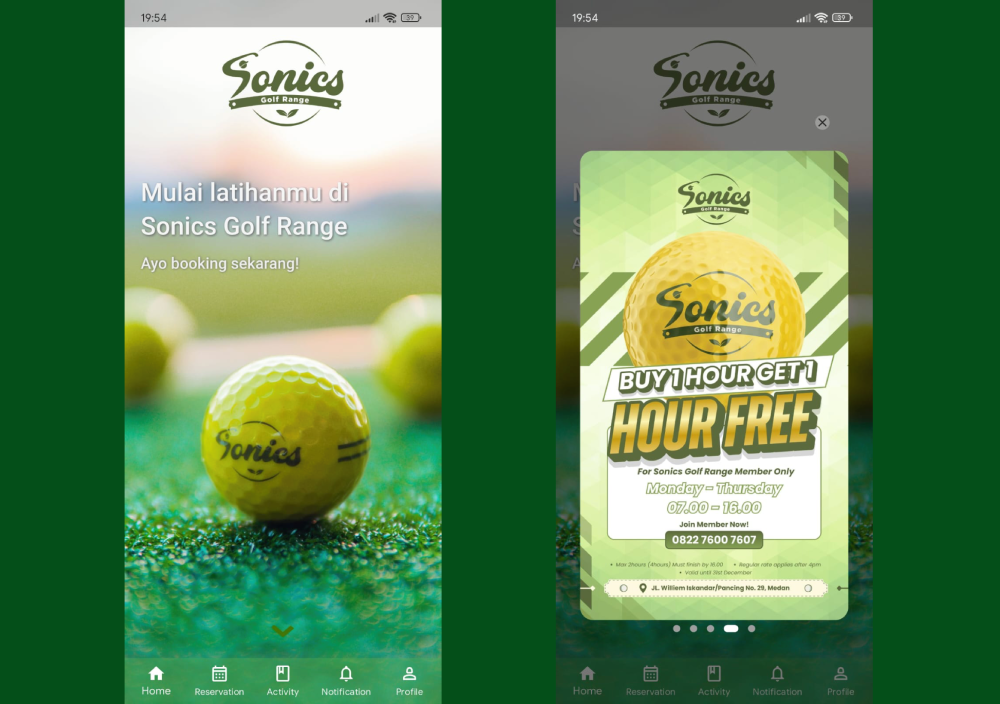 19:54
89
Sonics
Golf Range
Mulai latihanmu di
Sonics Golf Range
Ayo booking sekarang!
Sonics
Home
Reservation
Activity
Notification
Profile
19:54
89
Sonics
Golf Range
M
S
A
Sonics
Golf Range
Sonics
Golf Range
BUY 1 HOUR GET 1
HOUR FREE
For Sonics Golf Range Member Only
Monday - Thursday
07.00 - 16.00
Join Member Now!
0822 7600 7607
• Max 2hours (4hours) Must finish by 16.00 • Regular rate applies after 4pm
• Valid until 31st December
JL. Williem Iskandar/Pancing No. 29, Medan
Home
Reservation
Activity
Notification
Profile